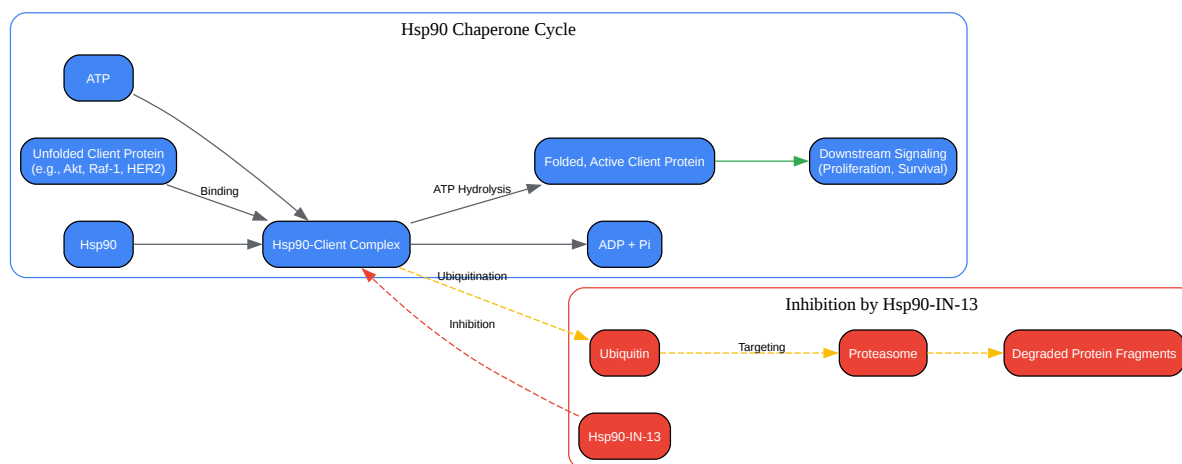 Hsp90 Chaperone Cycle
ATP
Unfolded Client Protein
(e.g., Akt, Raf-1, HER2)
Binding
Hsp90
Hsp90-Client Complex
ATP Hydrolysis
Folded, Active Client Protein
Downstream Signaling
(Proliferation, Survival)
ADP + Pi
Ubiquitination
Inhibition
Inhibition by Hsp90-IN-13
Ubiquitin
Targeting
Proteasome
Degraded Protein Fragments
Hsp90-IN-13